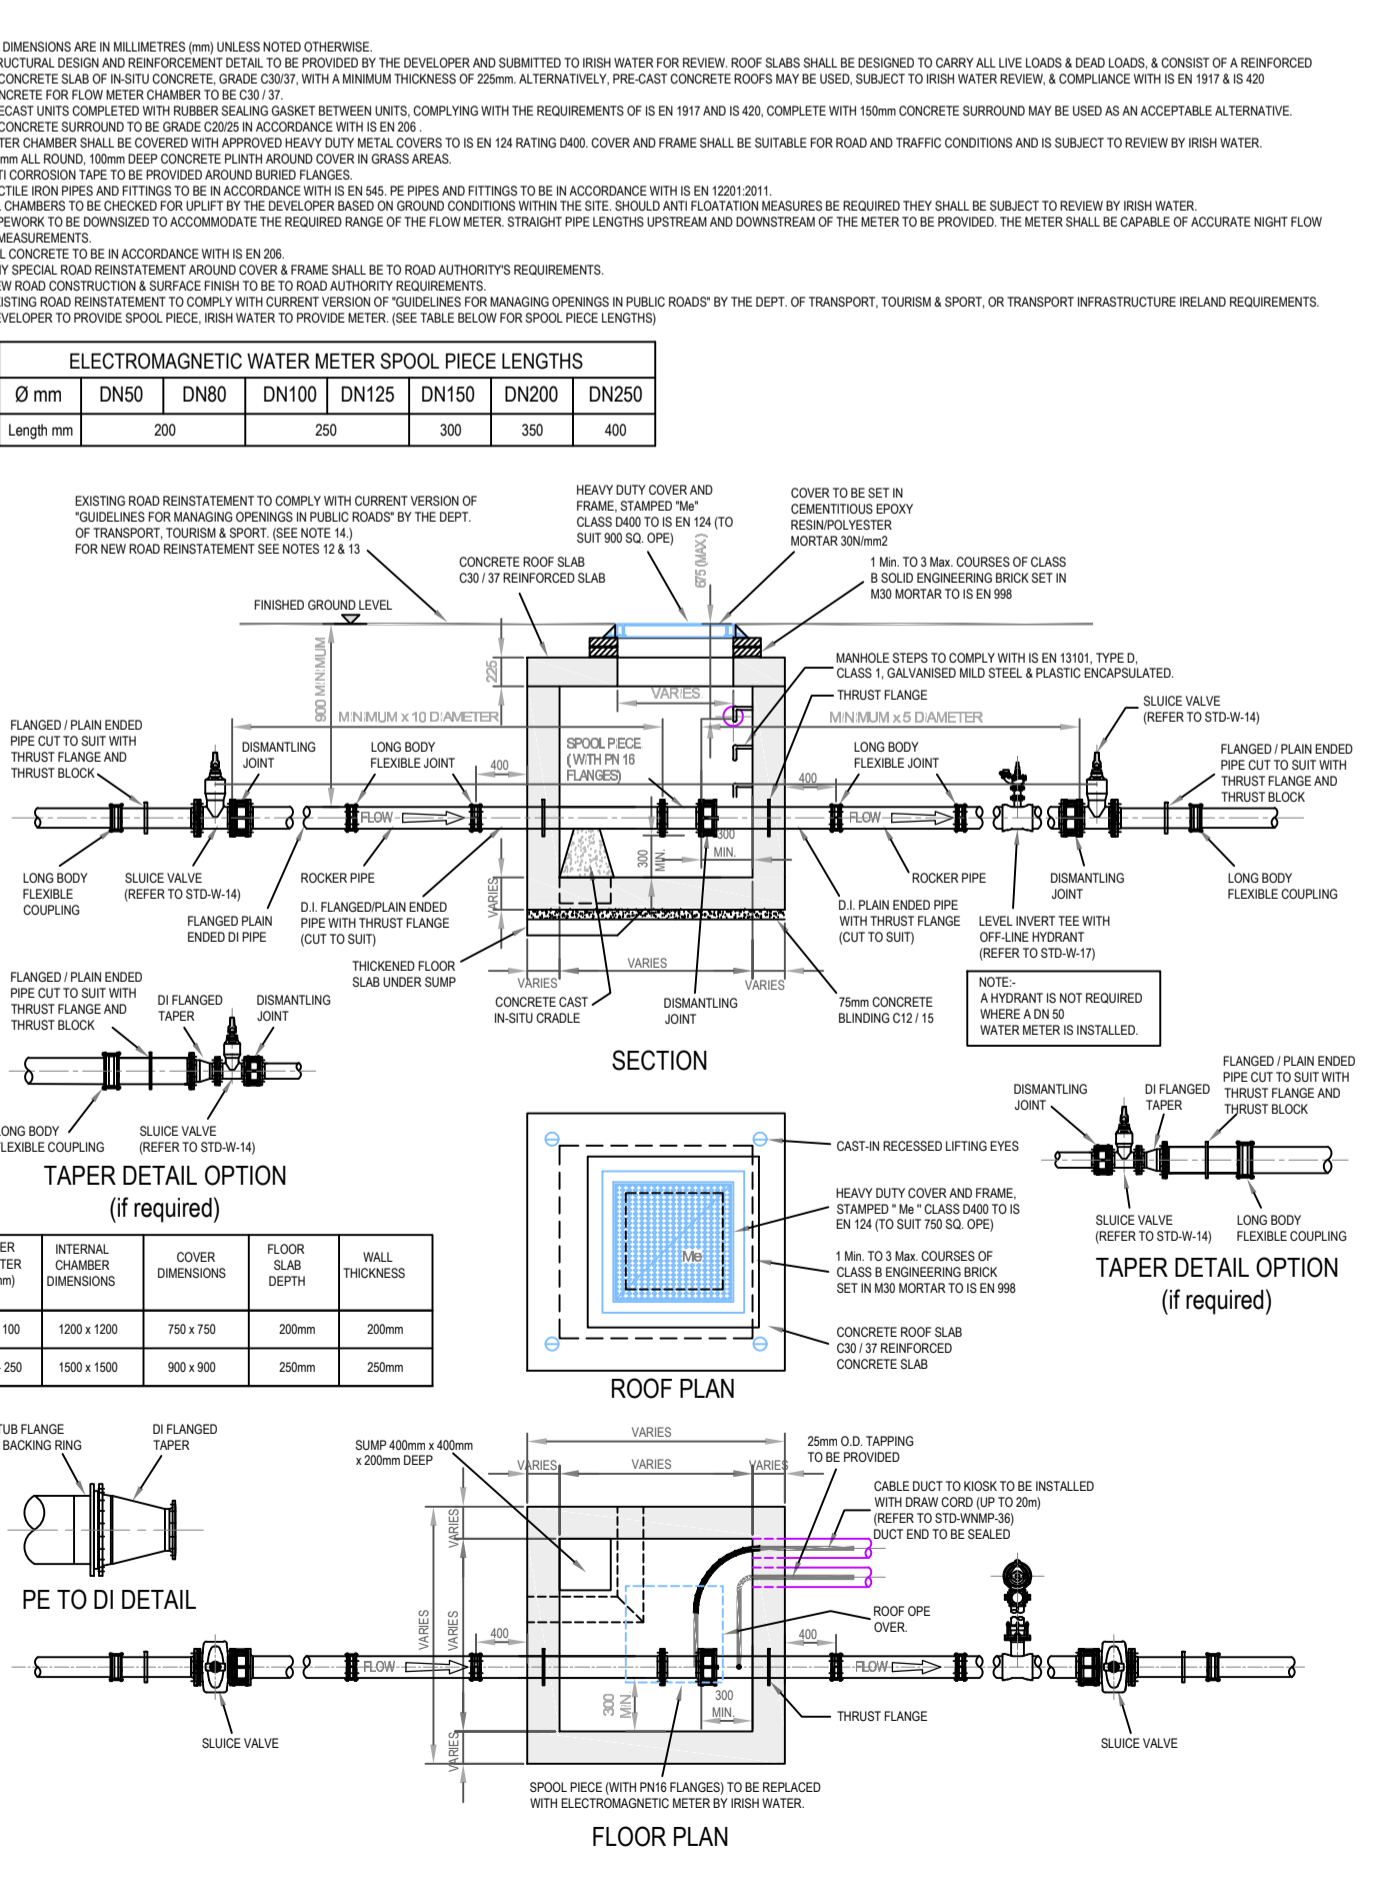 DIMENSIONS ARE IN MILLIMETRES (mm) UNLESS NOTED OTHERWISE.
RUCTURAL DESIGN AND REINFORCEMENT DETAIL TO BE PROVIDED BY THE DEVELOPER AND SUBMITTED TO IRISH WATER FOR REVIEW. ROOF SLABS SHALL BE DESIGNED TO CARRY ALL LIVE LOADS & DEAD LOADS, & CONSIST OF A REINFORCED
CONCRETE SLAB OF IN-SITU CONCRETE, GRADE C30/37, WITH A MINIMUM THICKNESS OF 225mm. ALTERNATIVELY, PRE-CAST CONCRETE ROOFS MAY BE USED, SUBJECT TO IRISH WATER REVIEW, & COMPLIANCE WITH IS EN 1917 & IS 420
NCRETE FOR FLOW METER CHAMBER TO BE C30 / 37.
ECAST UNITS COMPLETED WITH RUBBER SEALING GASKET BETWEEN UNITS, COMPLYING WITH THE REQUIREMENTS OF IS EN 1917 AND IS 420, COMPLETE WITH 150mm CONCRETE SURROUND MAY BE USED AS AN ACCEPTABLE ALTERNATIVE.
CONCRETE SURROUND TO BE GRADE C20/25 IN ACCORDANCE WITH IS EN 206 .
TER CHAMBER SHALL BE COVERED WITH APPROVED HEAVY DUTY METAL COVERS TO IS EN 124 RATING D400. COVER AND FRAME SHALL BE SUITABLE FOR ROAD AND TRAFFIC CONDITIONS AND IS SUBJECT TO REVIEW BY IRISH WATER.
mm ALL ROUND, 100mm DEEP CONCRETE PLINTH AROUND COVER IN GRASS AREAS.
TI CORROSION TAPE TO BE PROVIDED AROUND BURIED FLANGES.
CTILE IRON PIPES AND FITTINGS TO BE IN ACCORDANCE WITH IS EN 545. PE PIPES AND FITTINGS TO BE IN ACCORDANCE WITH IS EN 12201:2011.
CHAMBERS TO BE CHECKED FOR UPLIFT BY THE DEVELOPER BASED ON GROUND CONDITIONS WITHIN THE SITE. SHOULD ANTI FLOATATION MEASURES BE REQUIRED THEY SHALL BE SUBJECT TO REVIEW BY IRISH WATER.
PEWORK TO BE DOWNSIZED TO ACCOMMODATE THE REQUIRED RANGE OF THE FLOW METER. STRAIGHT PIPE LENGTHS UPSTREAM AND DOWNSTREAM OF THE METER TO BE PROVIDED. THE METER SHALL BE CAPABLE OF ACCURATE NIGHT FLOW
MEASUREMENTS.
L CONCRETE TO BE IN ACCORDANCE WITH IS EN 206.
Y SPECIAL ROAD REINSTATEMENT AROUND COVER & FRAME SHALL BE TO ROAD AUTHORITY'S REQUIREMENTS.
EW ROAD CONSTRUCTION & SURFACE FINISH TO BE TO ROAD AUTHORITY REQUIREMENTS.
ISTING ROAD REINSTATEMENT TO COMPLY WITH CURRENT VERSION OF "GUIDELINES FOR MANAGING OPENINGS IN PUBLIC ROADS" BY THE DEPT. OF TRANSPORT, TOURISM & SPORT, OR TRANSPORT INFRASTRUCTURE IRELAND REQUIREMENTS.
EVELOPER TO PROVIDE SPOOL PIECE, IRISH WATER TO PROVIDE METER. (SEE TABLE BELOW FOR SPOOL PIECE LENGTHS)
ELECTROMAGNETIC WATER METER SPOOL PIECE LENGTHS
Ø mm DN50 DN80 DN100 DN125 DN150 DN200 DN250
Length mm 200 250 300 350 400
EXISTING ROAD REINSTATEMENT TO COMPLY WITH CURRENT VERSION OF
"GUIDELINES FOR MANAGING OPENINGS IN PUBLIC ROADS" BY THE DEPT.
OF TRANSPORT, TOURISM & SPORT. (SEE NOTE 14.)
FOR NEW ROAD REINSTATEMENT SEE NOTES 12 & 13
HEAVY DUTY COVER AND
FRAME, STAMPED "Me"
CLASS D400 TO IS EN 124 (TO
SUIT 900 SQ. OPE)
COVER TO BE SET IN
CEMENTITIOUS EPOXY
RESIN/POLYESTER
MORTAR 30N/mm2
675 (MAX)
CONCRETE ROOF SLAB
C30 / 37 REINFORCED SLAB
1 Min. TO 3 Max. COURSES OF CLASS
B SOLID ENGINEERING BRICK SET IN
M30 MORTAR TO IS EN 998
FINISHED GROUND LEVEL
900 MINIMUM
225
VARIES
MANHOLE STEPS TO COMPLY WITH IS EN 13101, TYPE D,
CLASS 1, GALVANISED MILD STEEL & PLASTIC ENCAPSULATED.
THRUST FLANGE
SLUICE VALVE
(REFER TO STD-W-14)
MINIMUM x 10 DIAMETER
MINIMUM x 5 DIAMETER
FLANGED / PLAIN ENDED
PIPE CUT TO SUIT WITH
THRUST FLANGE AND
THRUST BLOCK
DISMANTLING
JOINT
LONG BODY
FLEXIBLE JOINT
400
SPOOL PIECE
( WITH PN 16
FLANGES)
400
LONG BODY
FLEXIBLE JOINT
FLANGED / PLAIN ENDED
PIPE CUT TO SUIT WITH
THRUST FLANGE AND
THRUST BLOCK
FLOW
FLOW
300
MIN.
300
MIN.
LONG BODY
FLEXIBLE
COUPLING
SLUICE VALVE
(REFER TO STD-W-14)
ROCKER PIPE
VARIES
ROCKER PIPE
DISMANTLING
JOINT
LONG BODY
FLEXIBLE COUPLING
FLANGED PLAIN
ENDED DI PIPE
D.I. FLANGED/PLAIN ENDED
PIPE WITH THRUST FLANGE
(CUT TO SUIT)
D.I. PLAIN ENDED PIPE
WITH THRUST FLANGE
(CUT TO SUIT)
LEVEL INVERT TEE WITH
OFF-LINE HYDRANT
(REFER TO STD-W-17)
THICKENED FLOOR
SLAB UNDER SUMP
VARIES
VARIES
VARIES
CONCRETE CAST
IN-SITU CRADLE
DISMANTLING
JOINT
75mm CONCRETE
BLINDING C12 / 15
NOTE:-
A HYDRANT IS NOT REQUIRED
WHERE A DN 50
WATER METER IS INSTALLED.
SECTION
FLANGED / PLAIN ENDED
PIPE CUT TO SUIT WITH
THRUST FLANGE AND
THRUST BLOCK
DI FLANGED
TAPER
DISMANTLING
JOINT
ONG BODY
LEXIBLE COUPLING
SLUICE VALVE
(REFER TO STD-W-14)
TAPER DETAIL OPTION
(if required)
DISMANTLING
JOINT
DI FLANGED
TAPER
FLANGED / PLAIN ENDED
PIPE CUT TO SUIT WITH
THRUST FLANGE AND
THRUST BLOCK
SLUICE VALVE
(REFER TO STD-W-14)
LONG BODY
FLEXIBLE COUPLING
TAPER DETAIL OPTION
(if required)
CAST-IN RECESSED LIFTING EYES
HEAVY DUTY COVER AND FRAME,
STAMPED " Me " CLASS D400 TO IS
EN 124 (TO SUIT 750 SQ. OPE)
Me
1 Min. TO 3 Max. COURSES OF
CLASS B ENGINEERING BRICK
SET IN M30 MORTAR TO IS EN 998
CONCRETE ROOF SLAB
C30 / 37 REINFORCED
CONCRETE SLAB
ROOF PLAN
ER
TER
m)
INTERNAL
CHAMBER
DIMENSIONS
COVER
DIMENSIONS
FLOOR
SLAB
DEPTH
WALL
THICKNESS
100 1200 x 1200 750 x 750 200mm 200mm
250 1500 x 1500 900 x 900 250mm 250mm
TUB FLANGE
BACKING RING
DI FLANGED
TAPER
PE TO DI DETAIL
SUMP 400mm x 400mm
x 200mm DEEP
VARIES
VARIES
VARIES
VARIES
25mm O.D. TAPPING
TO BE PROVIDED
CABLE DUCT TO KIOSK TO BE INSTALLED
WITH DRAW CORD (UP TO 20m)
(REFER TO STD-WNMP-36)
DUCT END TO BE SEALED
VARIES
VARIES
VARIES
VARIES
ROOF OPE
OVER.
400
400
FLOW
FLOW
300
MIN
300
MIN.
THRUST FLANGE
SLUICE VALVE
SLUICE VALVE
SPOOL PIECE (WITH PN16 FLANGES) TO BE REPLACED
WITH ELECTROMAGNETIC METER BY IRISH WATER.
FLOOR PLAN